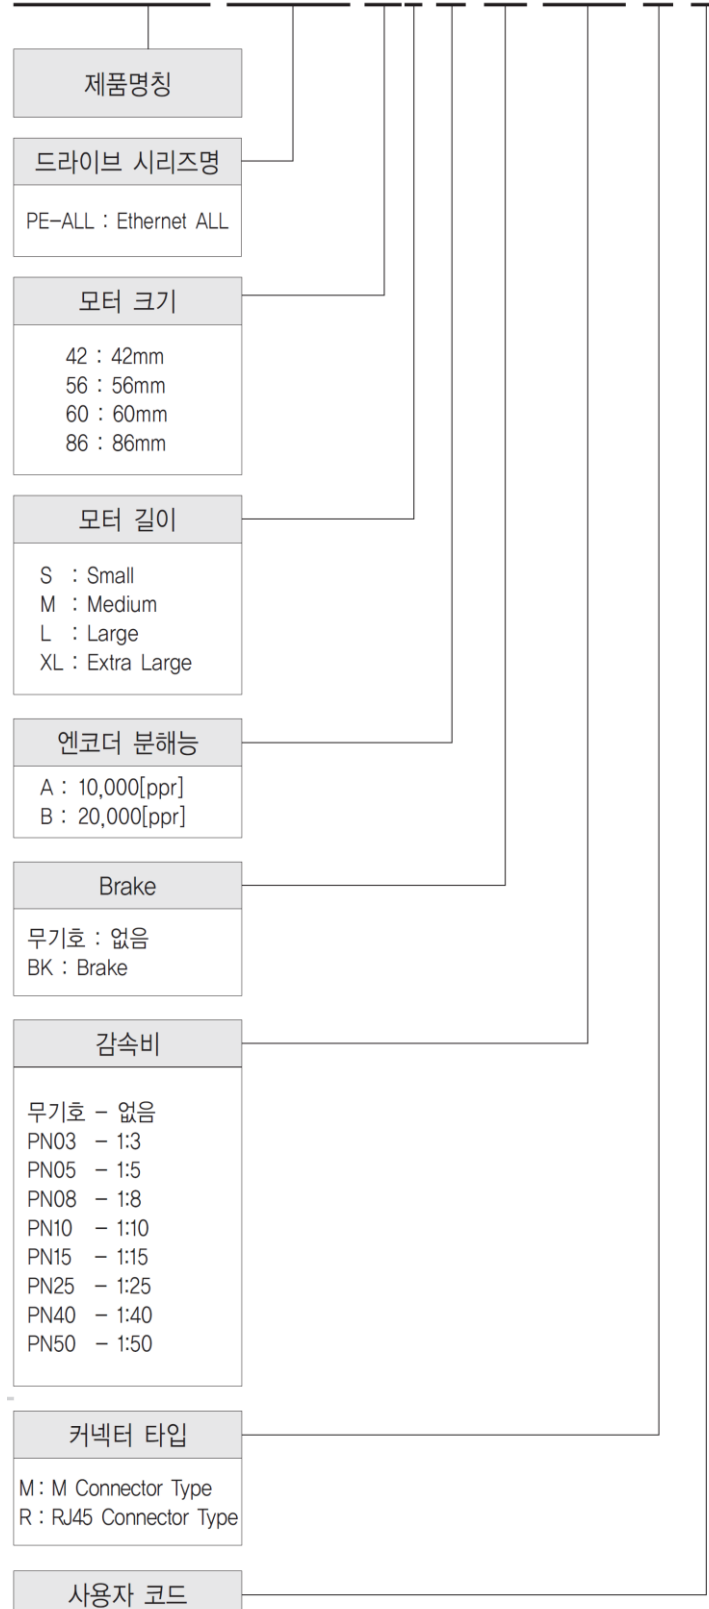 제품명칭
드라이브 시리즈명
PE-ALL : Ethernet ALL
모터 크기
42 : 42mm
56 : 56mm
60 : 60mm
86 : 86mm
모터 길이
S : Small
M : Medium
L : Large
XL : Extra Large
엔코더 분해능
A : 10,000[ppr]
B : 20,000[ppr]
Brake
무기호 : 없음
BK : Brake
감속비
무기호 - 없음
PN03 - 1:3
PN05 - 1:5
PN08 - 1:8
PN10 - 1:10
PN15 - 1:15
PN25 - 1:25
PN40 - 1:40
PN50 - 1:50
커넥터 타입
M : M Connector Type
R : RJ45 Connector Type
사용자 코드